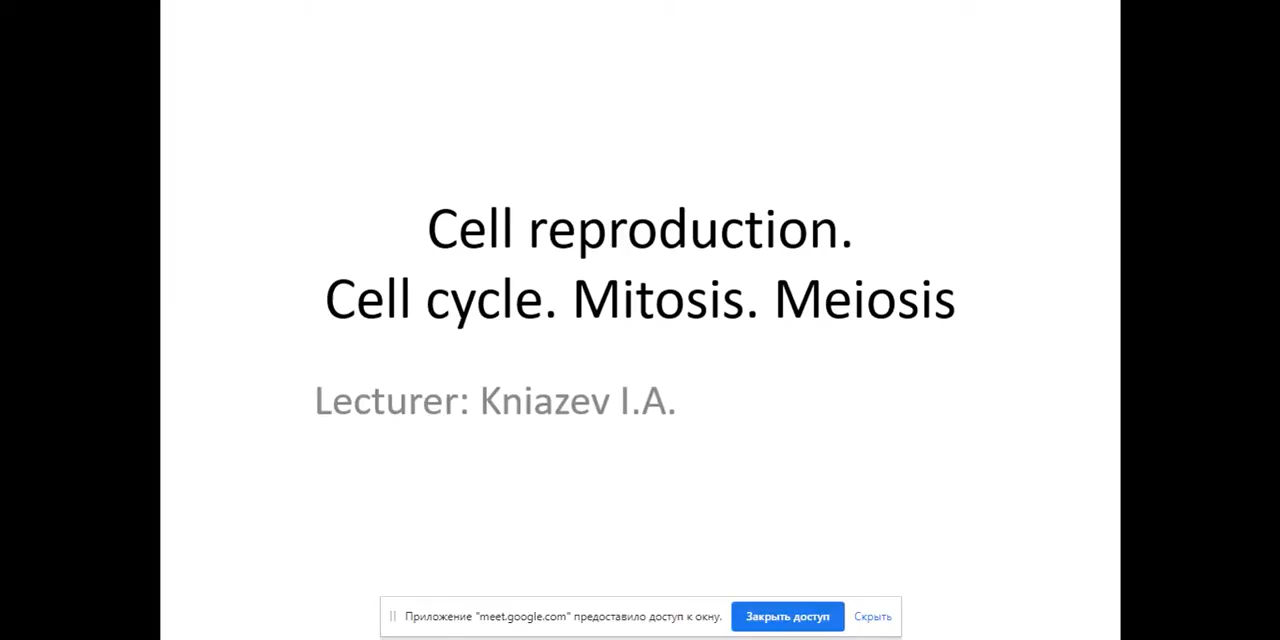 Cell reproduction.
Cell cycle. Mitosis. Meiosis
Lecturer: Kniazev I.A.
Приложение "meet.google.com" предоставило доступ к окну. Закрыть доступ Скрыть